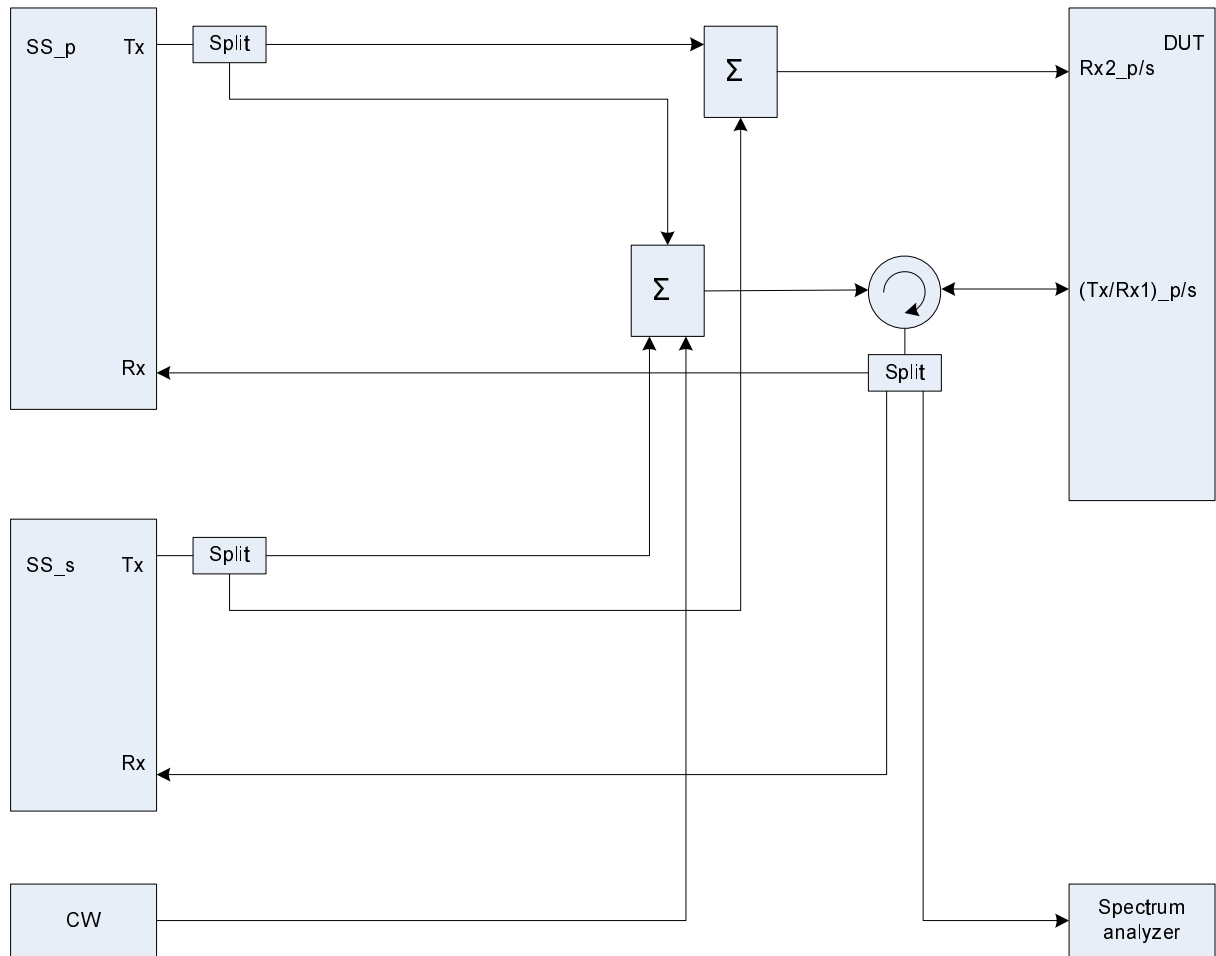 SS_p
Tx
Split
Σ
DUT
Rx2_p/s
Σ
(Tx/Rx1)_p/s
Rx
Split
SS_s
Tx
Split
Rx
CW
Spectrum
analyzer